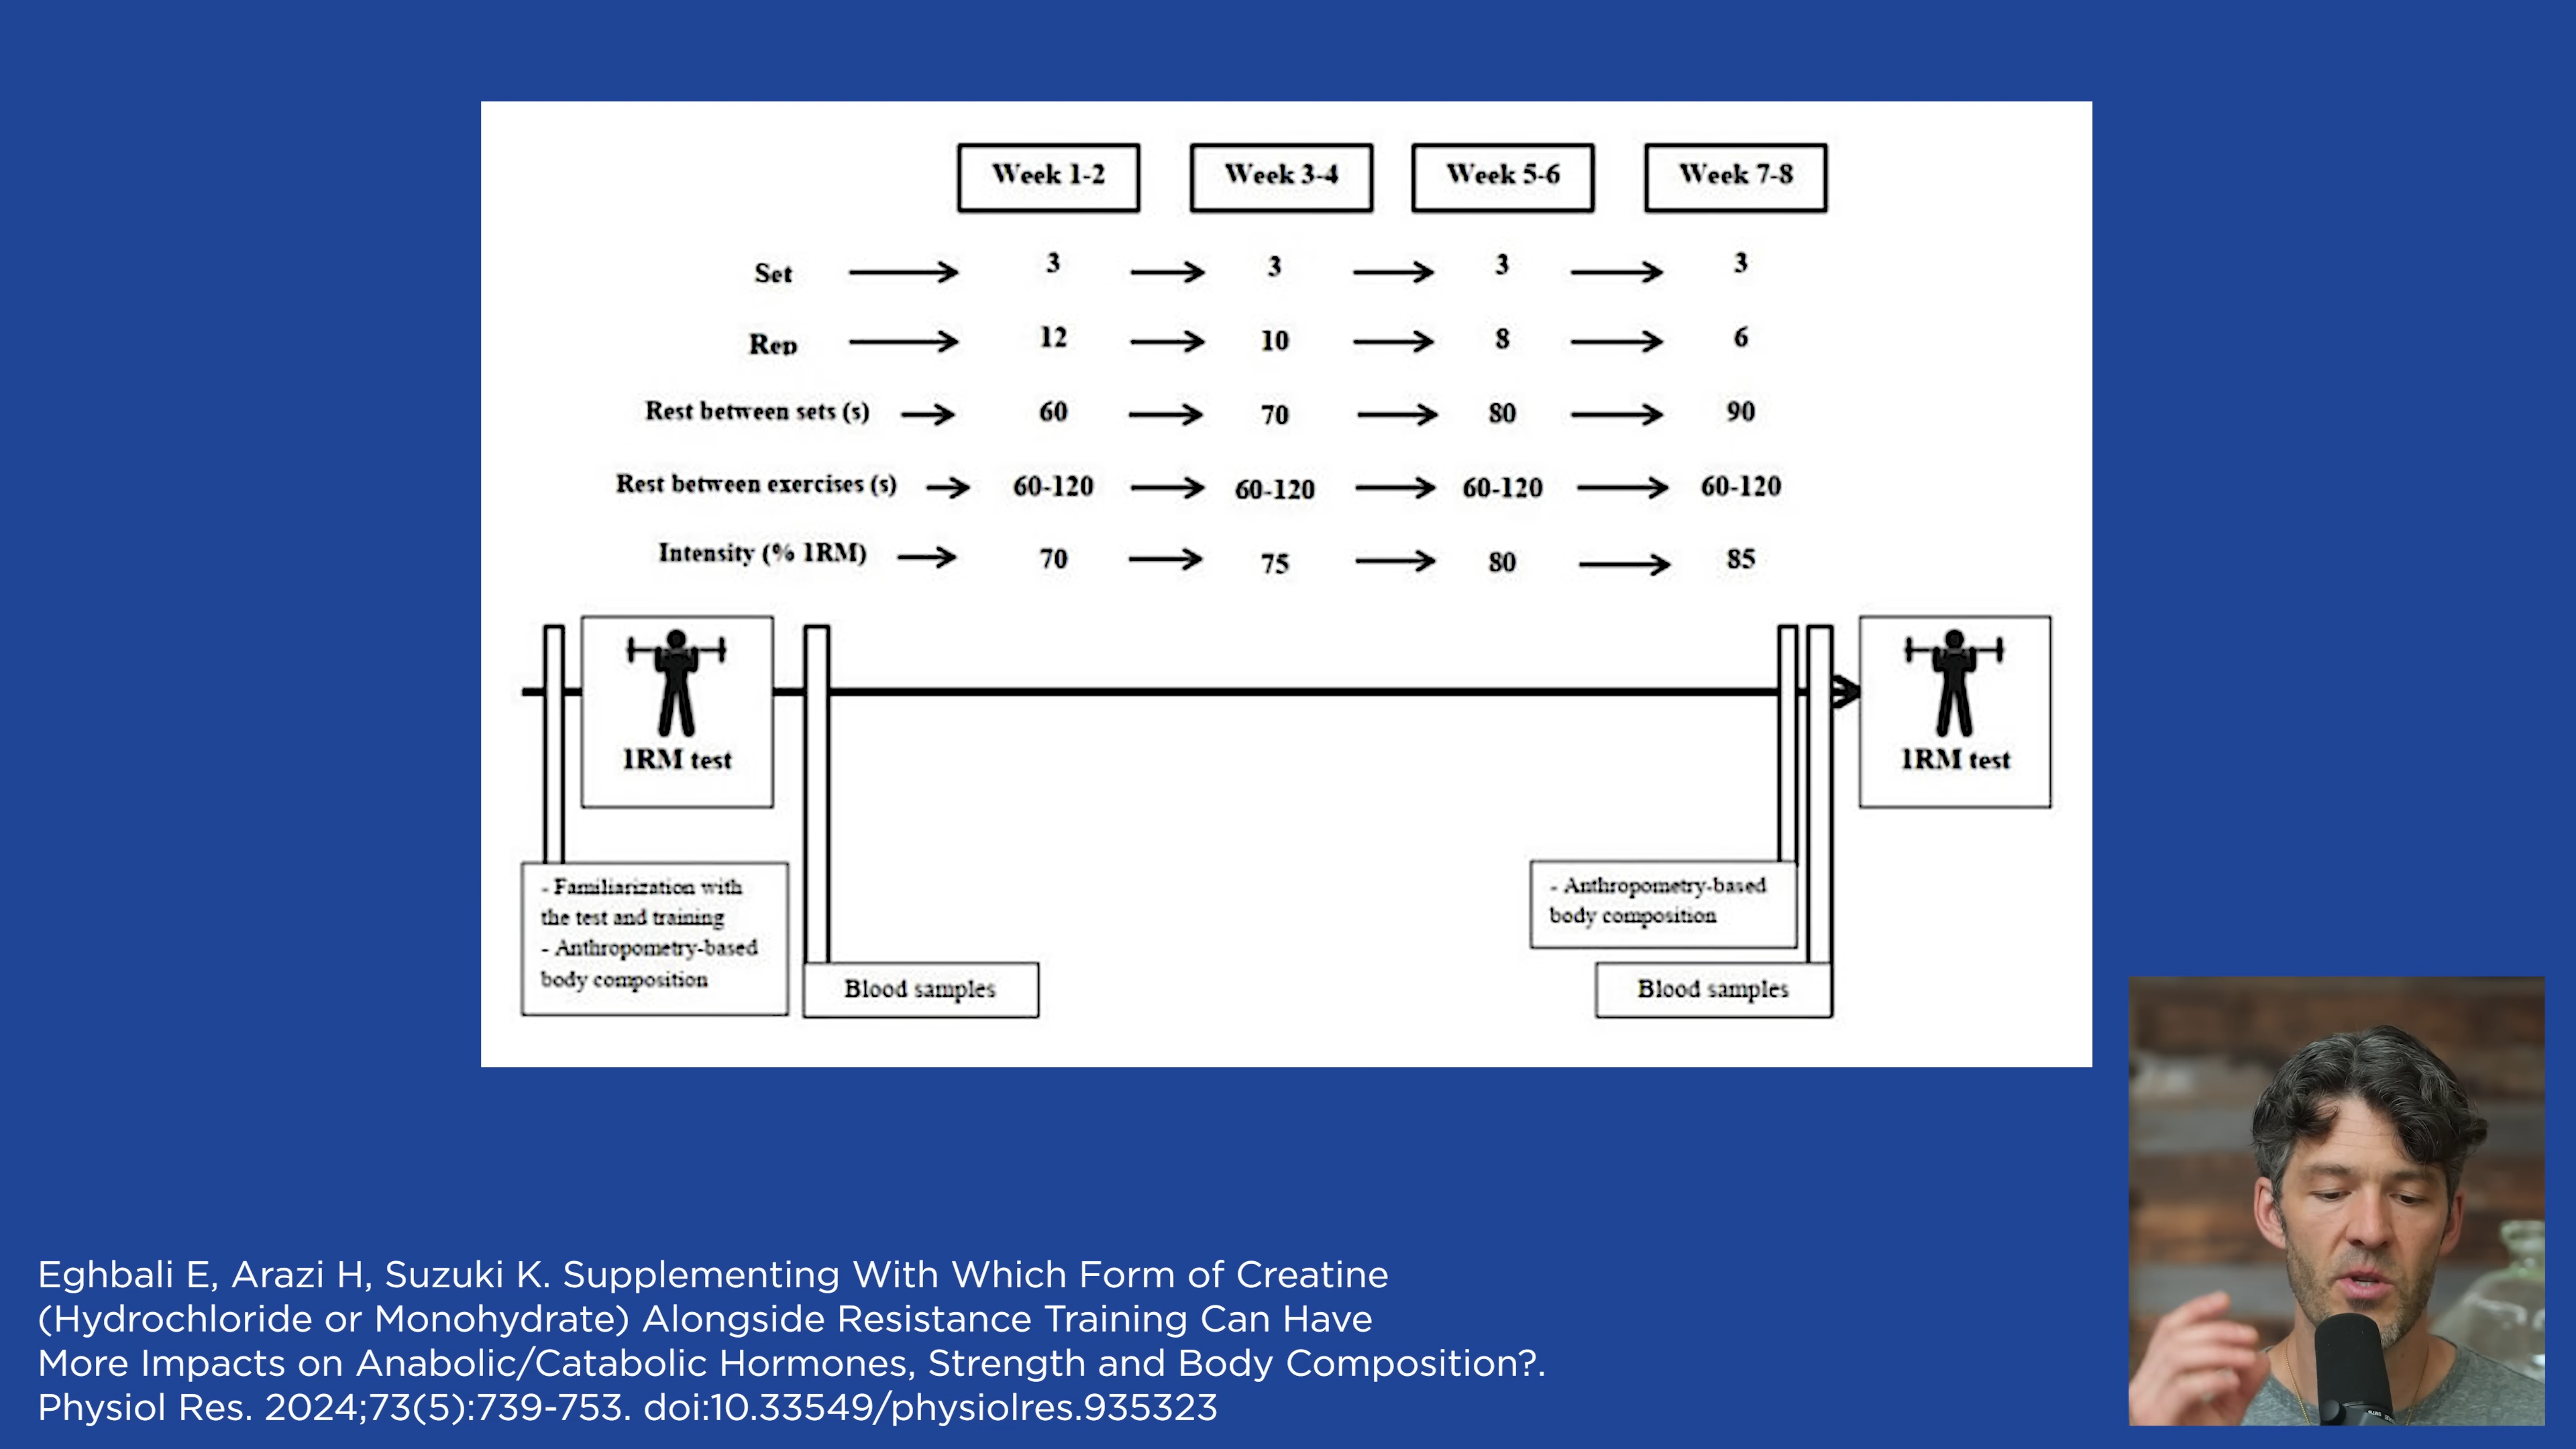 Week 1-2 Week 3-4 Week 5-6 Week 7-8
Set 3 3 3 3
Rep 12 10 8 6
Rest between sets (s) 60 70 80 90
Rest between exercises (s) 60-120 60-120 60-120 60-120
Intensity (% 1RM) 70 75 80 85
1RM test
1RM test
- Familiarization with
the test and training
- Anthropometry-based
body composition
Blood samples
- Anthropometry-based
body composition
Blood samples
Eghbali E, Arazi H, Suzuki K. Supplementing With Which Form of Creatine
(Hydrochloride or Monohydrate) Alongside Resistance Training Can Have
More Impacts on Anabolic/Catabolic Hormones, Strength and Body Composition?.
Physiol Res. 2024;73(5):739-753. doi:10.33549/physiolres.935323